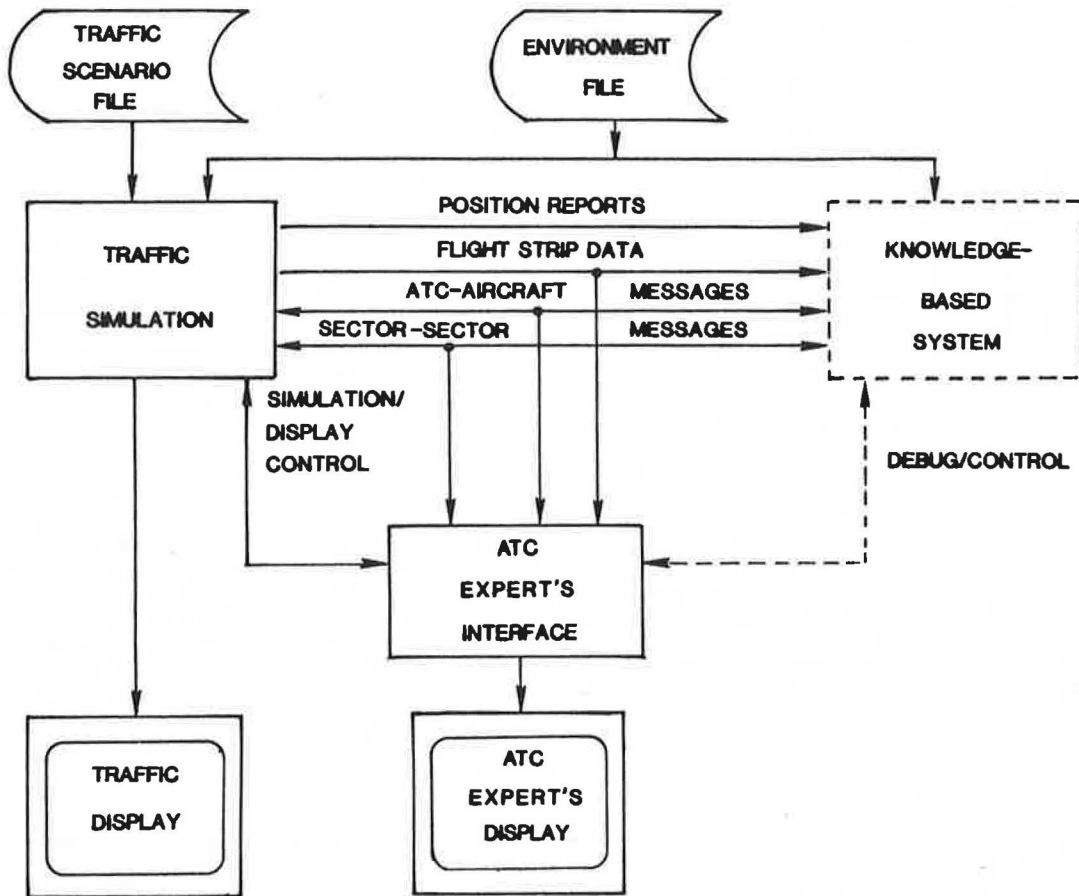 TRAFFIC
SCENARIO
FILE
ENVIRONMENT
FILE
TRAFFIC
SIMULATION
POSITION REPORTS
FLIGHT STRIP DATA
ATC-AIRCRAFT MESSAGES
SECTOR-SECTOR MESSAGES
KNOWLEDGE-
BASED
SYSTEM
SIMULATION/
DISPLAY
CONTROL
DEBUG/CONTROL
ATC
EXPERT'S
INTERFACE
TRAFFIC
DISPLAY
ATC
EXPERT'S
DISPLAY